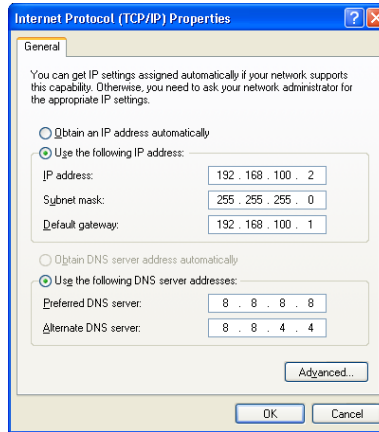 Internet Protocol (TCP/IP) Properties
General
You can get IP settings assigned automatically if your network supports
this capability. Otherwise, you need to ask your network administrator for
the appropriate IP settings.
Obtain an IP address automatically
Use the following IP address:
IP address: 192 . 168 . 100 . 2
Subnet mask: 255 . 255 . 255 . 0
Default gateway: 192 . 168 . 100 . 1
Obtain DNS server address automatically
Use the following DNS server addresses:
Preferred DNS server: 8 . 8 . 8 . 8
Alternate DNS server: 8 . 8 . 4 . 4
Advanced...
OK Cancel